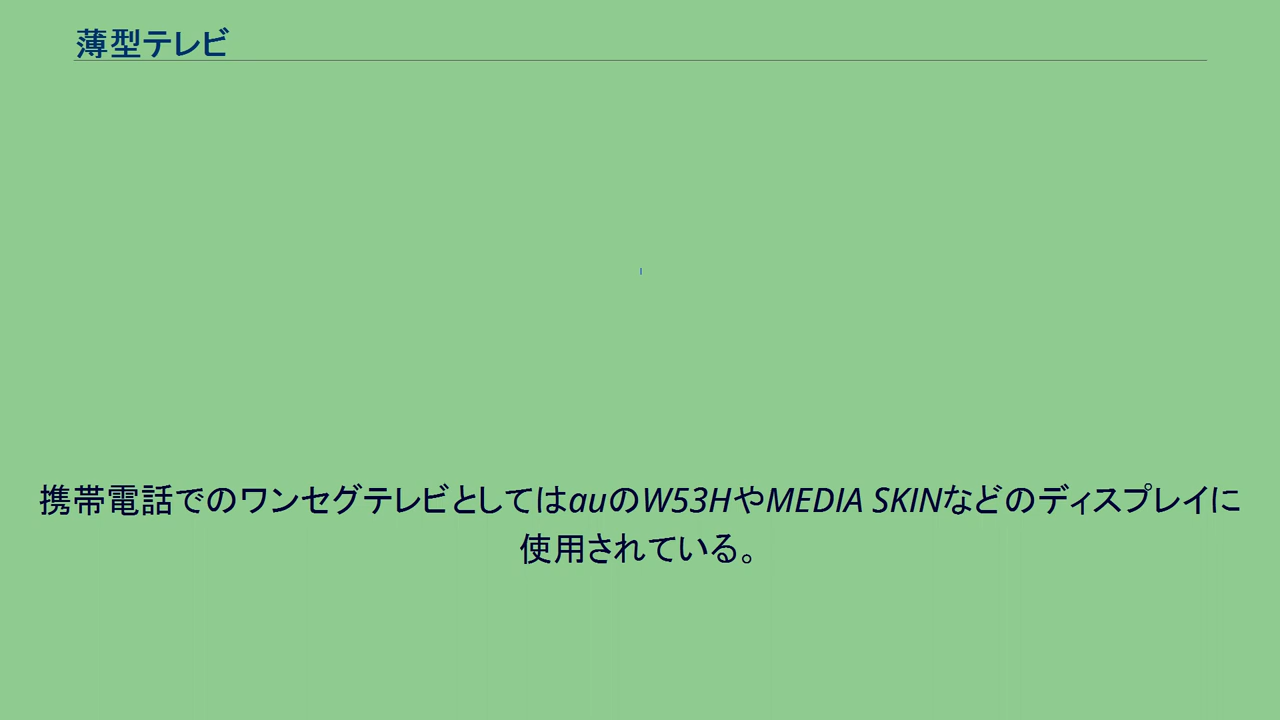 薄型テレビ
携帯電話でのワンセグテレビとしてはauのW53HやMEDIA SKINなどのディスプレイに
使用されている。